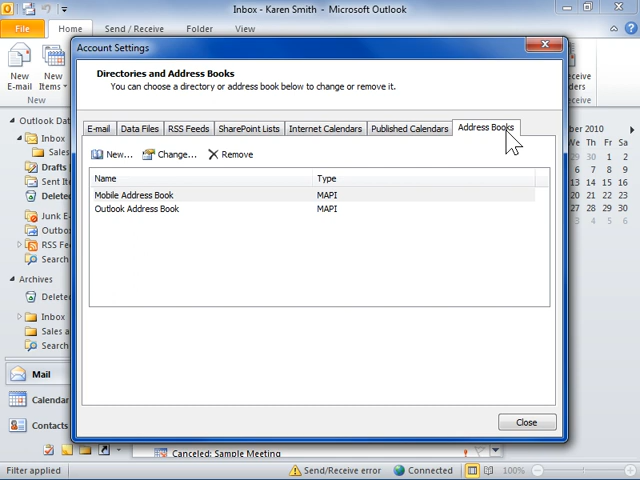 Inbox - Karen Smith - Microsoft Outlook
File Home Send / Receive Folder View
Account Settings
Directories and Address Books
You can choose a directory or address book below to change or remove it.
New E-mail
New Items
New
E-mail Data Files RSS Feeds SharePoint Lists Internet Calendars Published Calendars Address Books
New... Change... Remove
Name Type
Mobile Address Book MAPI
Outlook Address Book MAPI
Close
Outlook Data
Inbox
Sales
Drafts
Sent It
Deleted
Junk E-
Outbox
RSS Feed
Search
Archives
Deleted
Inbox
Sales a
Search
Mail
Calendar
Contacts
ber 2010
We Th Fr Sa
29 30 1 2
6 7 8 9
13 14 15 16
20 21 22 23
27 28 29 30
3 4 5 6
Canceled: Sample Meeting
Filter applied Send/Receive error Connected 100%